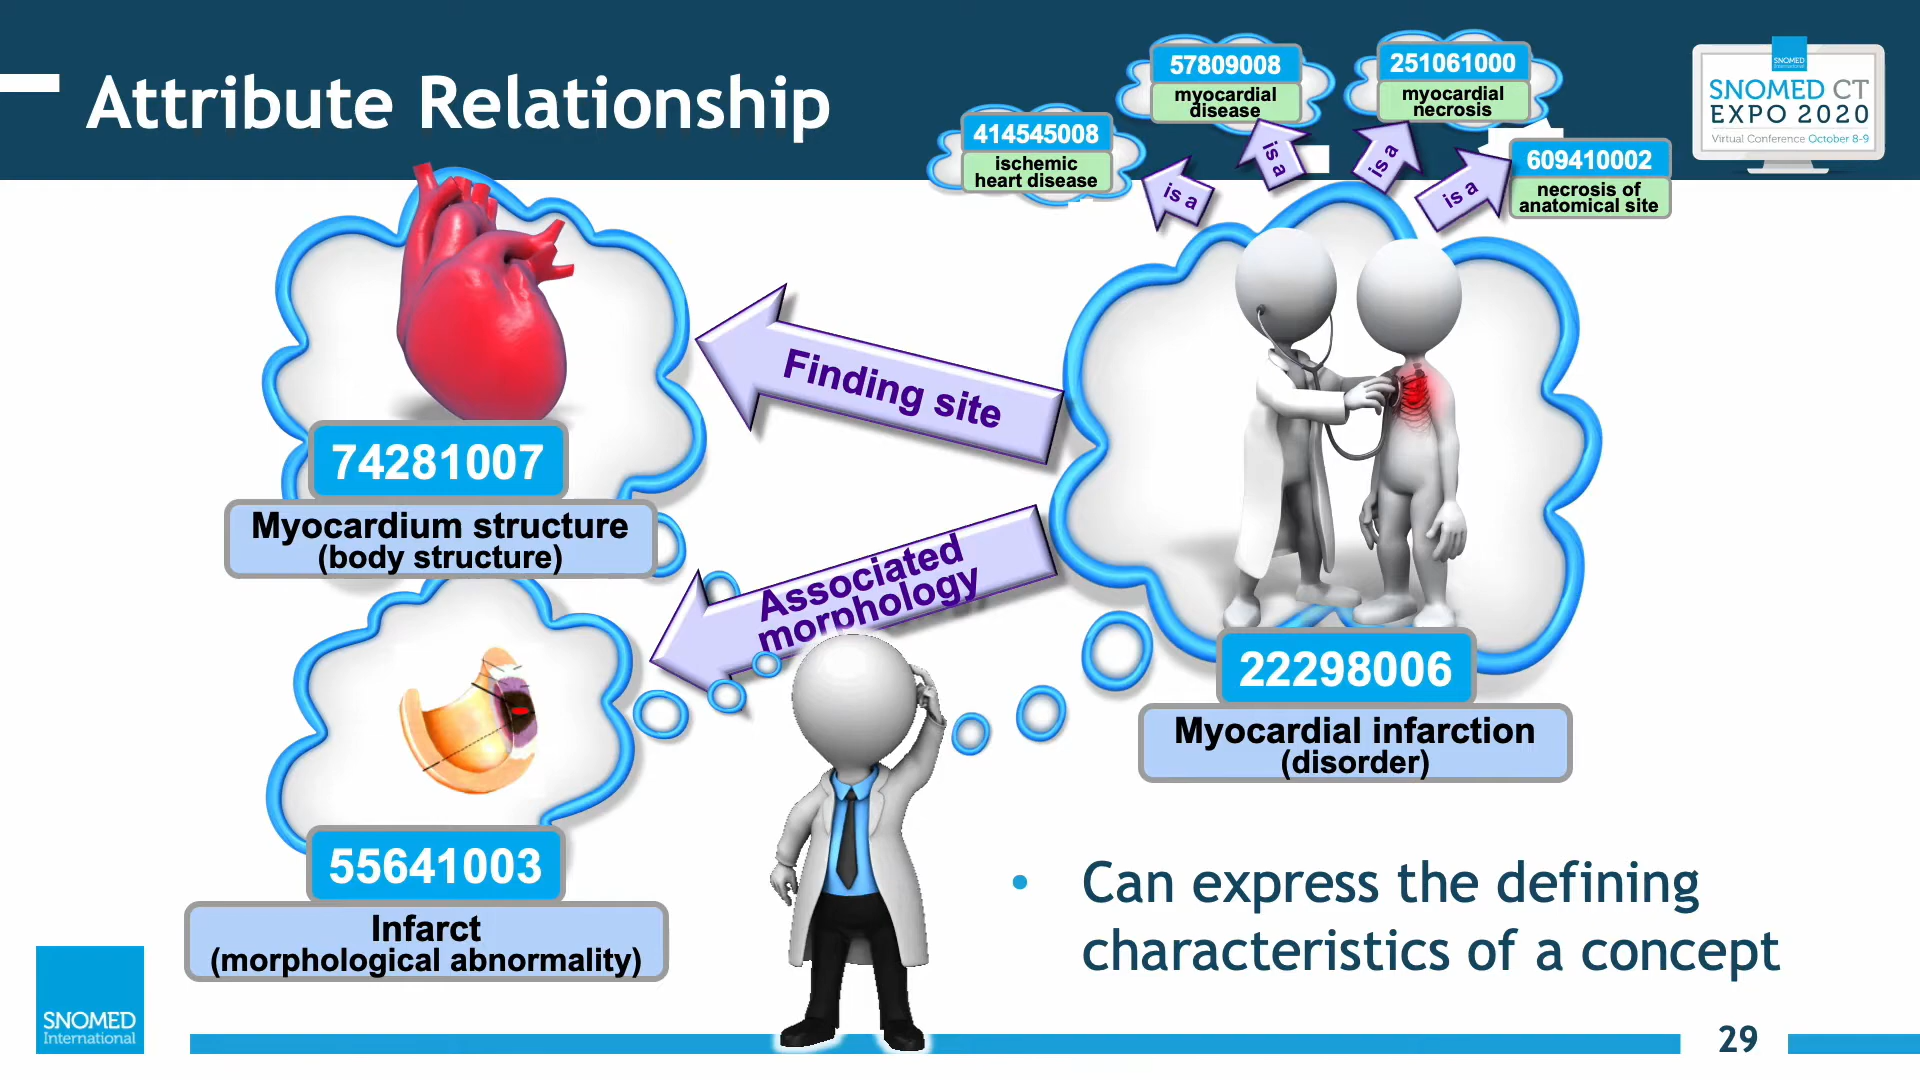 Attribute Relationship
57809008
myocardial
disease
251061000
myocardial
necrosis
414545008
ischemic
heart disease
609410002
necrosis of
anatomical site
is a
is a
is a
is a
SNOMED
International
SNOMED CT
EXPO 2020
Virtual Conference October 8-9
Finding site
74281007
Myocardium structure
(body structure)
Associated
morphology
22298006
Myocardial infarction
(disorder)
55641003
Infarct
(morphological abnormality)
• Can express the defining
characteristics of a concept
SNOMED
International
29